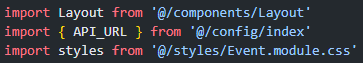 import Layout from '@/components/Layout'
import { API_URL } from '@/config/index'
import styles from '@/styles/Event.module.css'